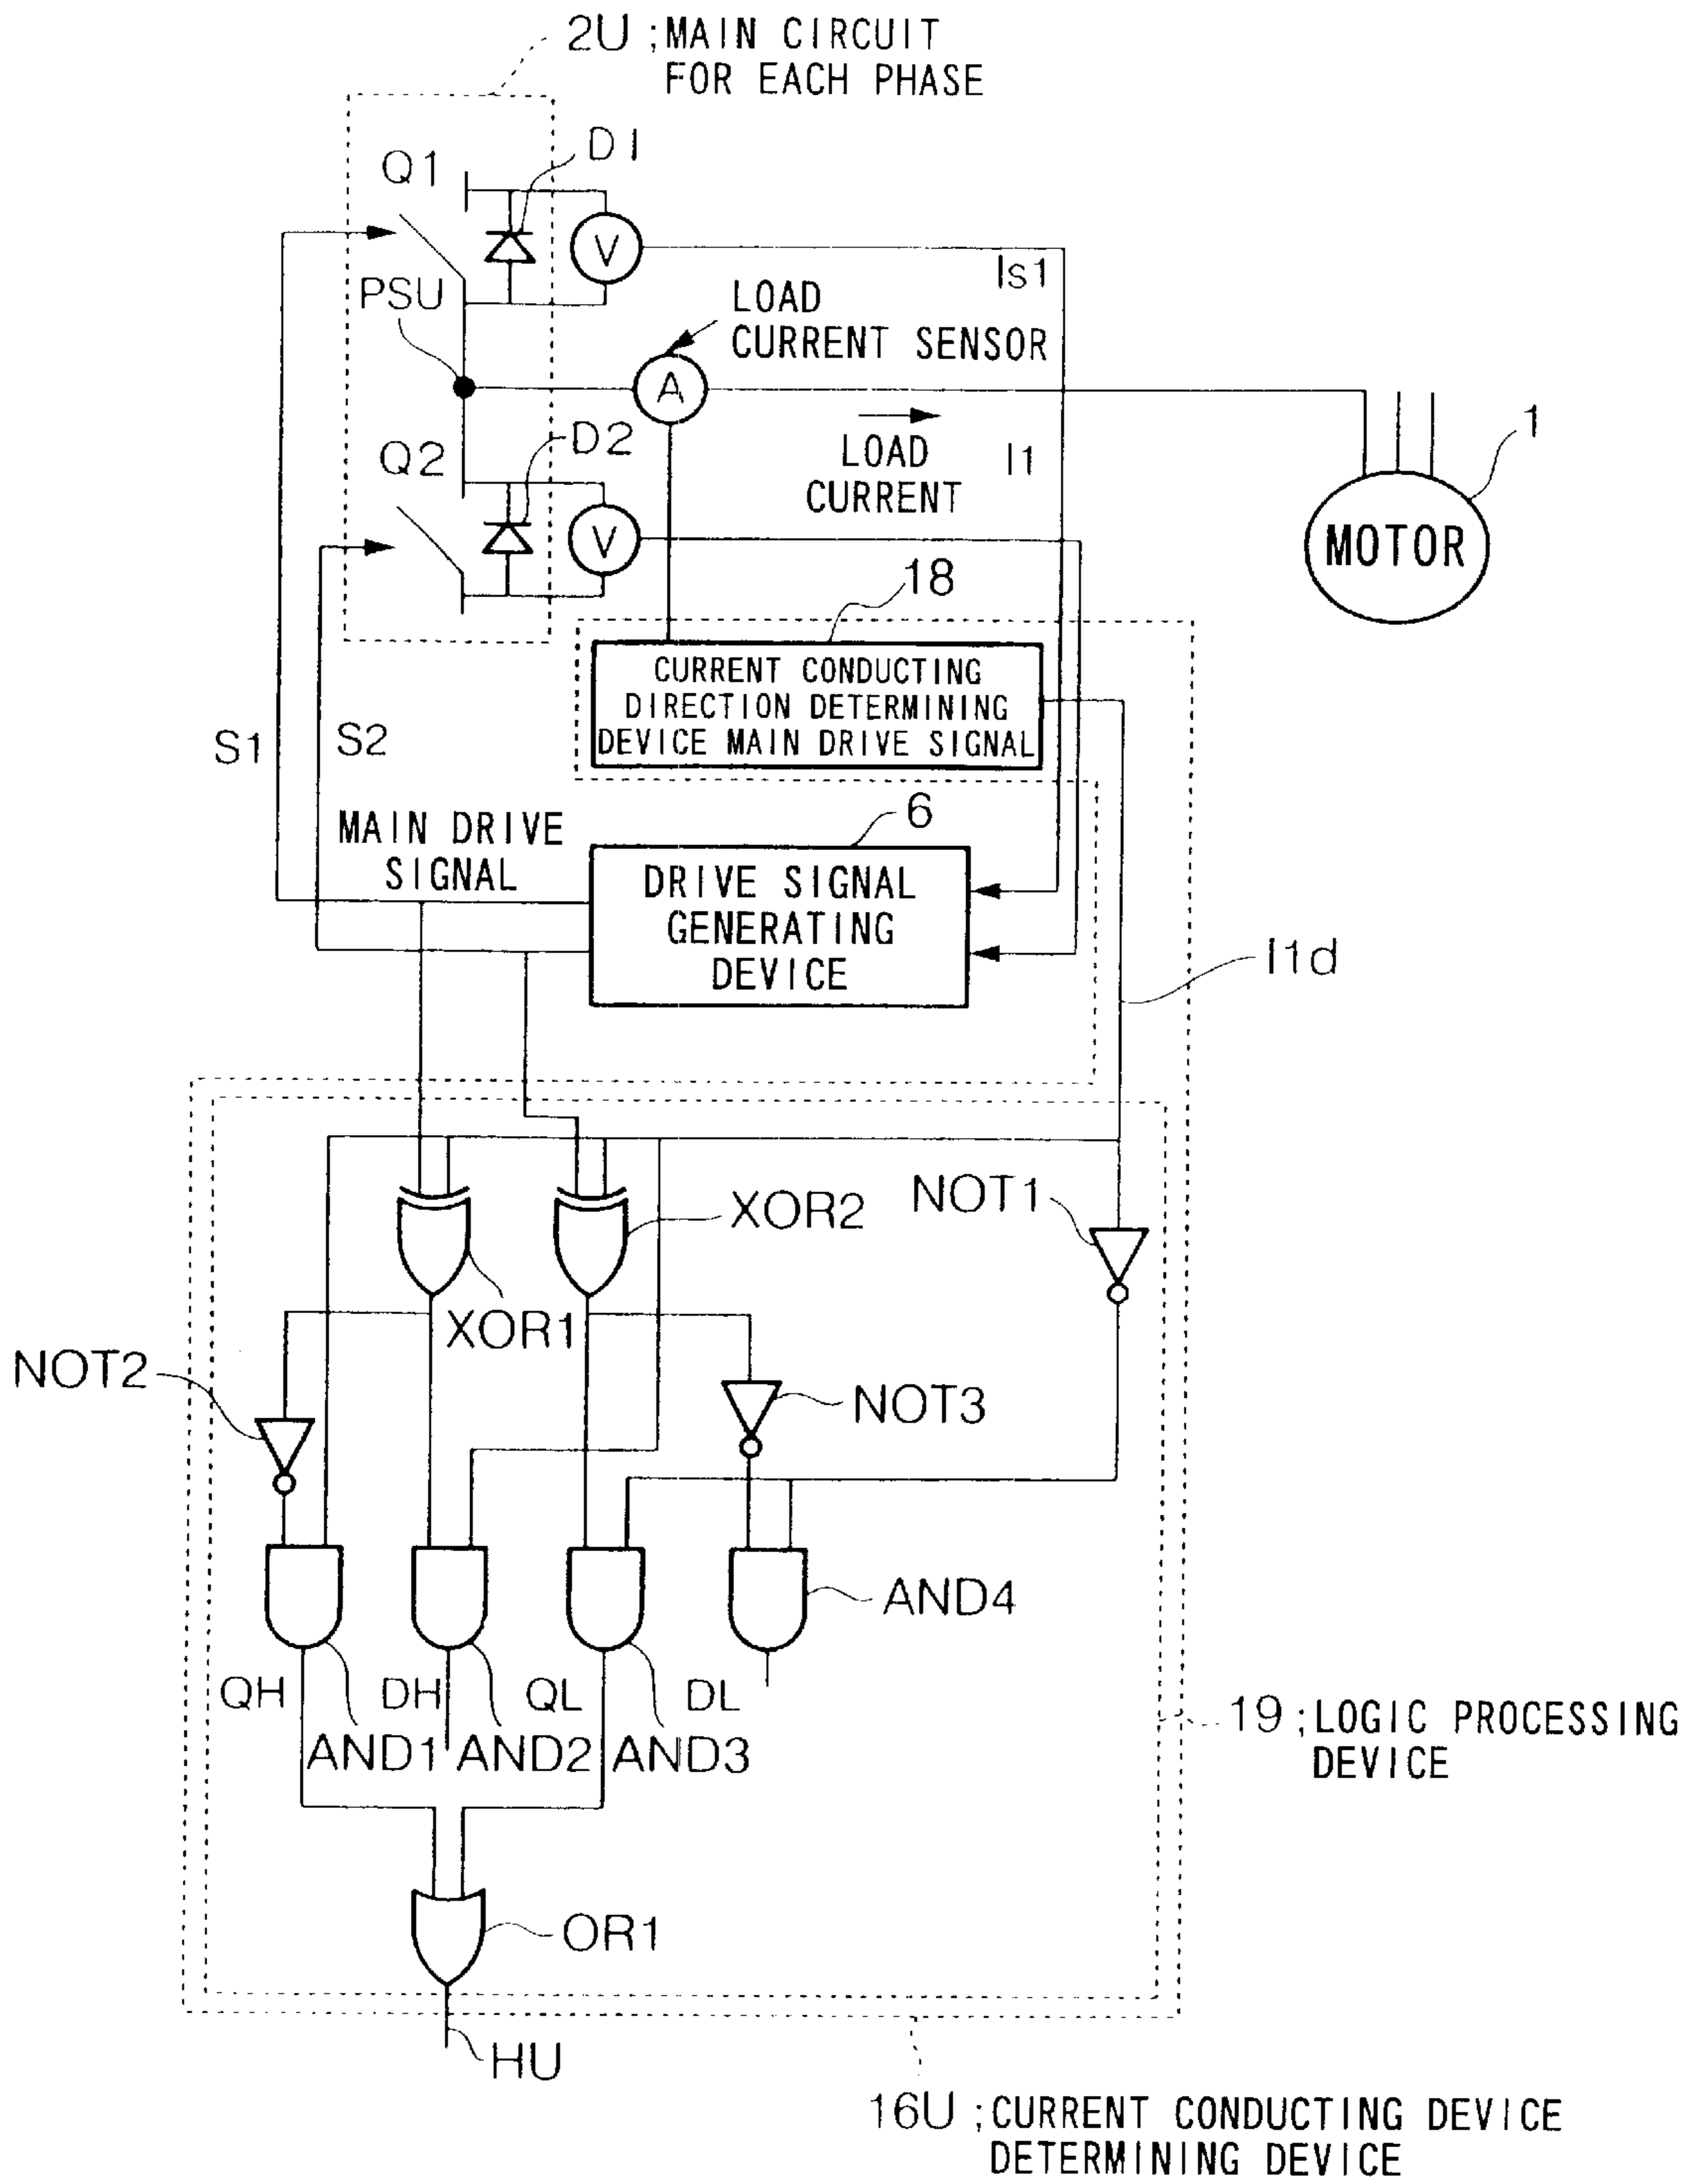 2U ;MAIN CIRCUIT
FOR EACH PHASE
D1
Q1
V
Is1
PSU
LOAD
CURRENT SENSOR
A
D2
Q2
LOAD
CURRENT
I1
1
V
MOTOR
18
CURRENT CONDUCTING
DIRECTION DETERMINING
DEVICE MAIN DRIVE SIGNAL
S1
S2
6
MAIN DRIVE
SIGNAL
DRIVE SIGNAL
GENERATING
DEVICE
I1d
NOT1
XOR2
XOR1
NOT2
NOT3
AND4
QH
DH
QL
DL
AND1
AND2
AND3
19 ;LOGIC PROCESSING
DEVICE
OR1
HU
16U ;CURRENT CONDUCTING DEVICE
DETERMINING DEVICE